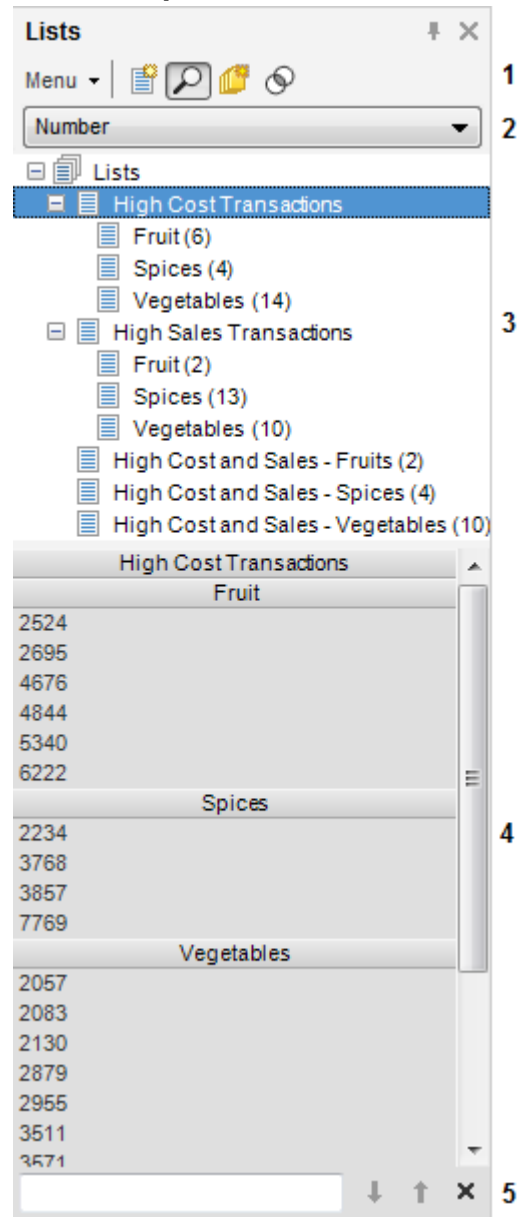 Lists
Menu
1
Number
2
Lists
High Cost Transactions
Fruit (6)
Spices (4)
Vegetables (14)
High Sales Transactions
3
Fruit (2)
Spices (13)
Vegetables (10)
High Cost and Sales - Fruits (2)
High Cost and Sales - Spices (4)
High Cost and Sales - Vegetables (10)
High Cost Transactions
Fruit
2524
2695
4676
4844
5340
6222
Spices
2234
4
3768
3857
7769
Vegetables
2057
2083
2130
2879
2955
3511
3571
5